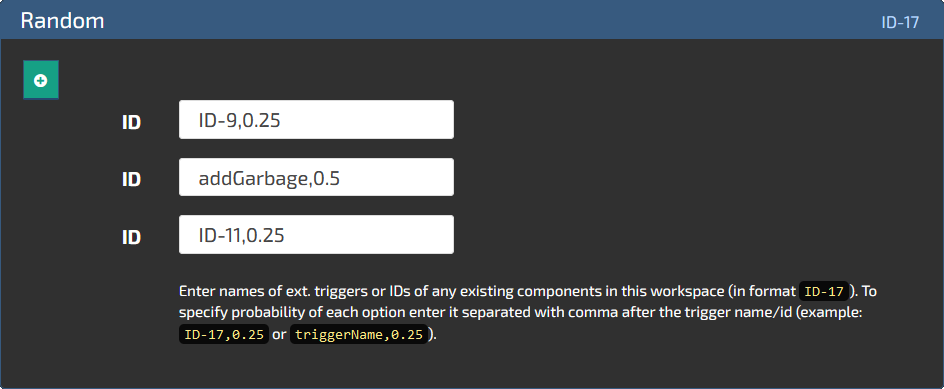 Random ID-17
ID ID-9,0.25
ID addGarbage,0.5
ID ID-11,0.25
Enter names of ext. triggers or IDs of any existing components in this workspace (in format ID-17 ). To
specify probability of each option enter it separated with comma after the trigger name/id (example:
ID-17,0.25 or triggerName,0.25 ).